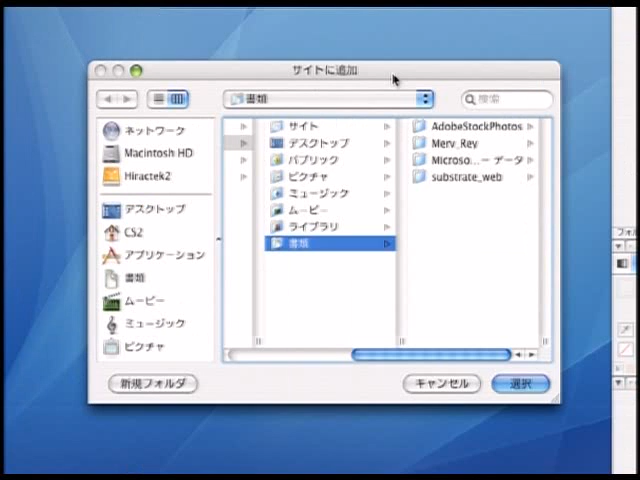 サイトに追加
書類
検索
ネットワーク
Macintosh HD
Hiractek2
デスクトップ
CS2
アプリケーション
書類
ムービー
ミュージック
ピクチャ
サイト
デスクトップ
パブリック
ピクチャ
ミュージック
ムービー
ライブラリ
書類
AdobeStockPhotos
Merv_Rev
Microso...ー データ
substrate_web
新規フォルダ
キャンセル
選択